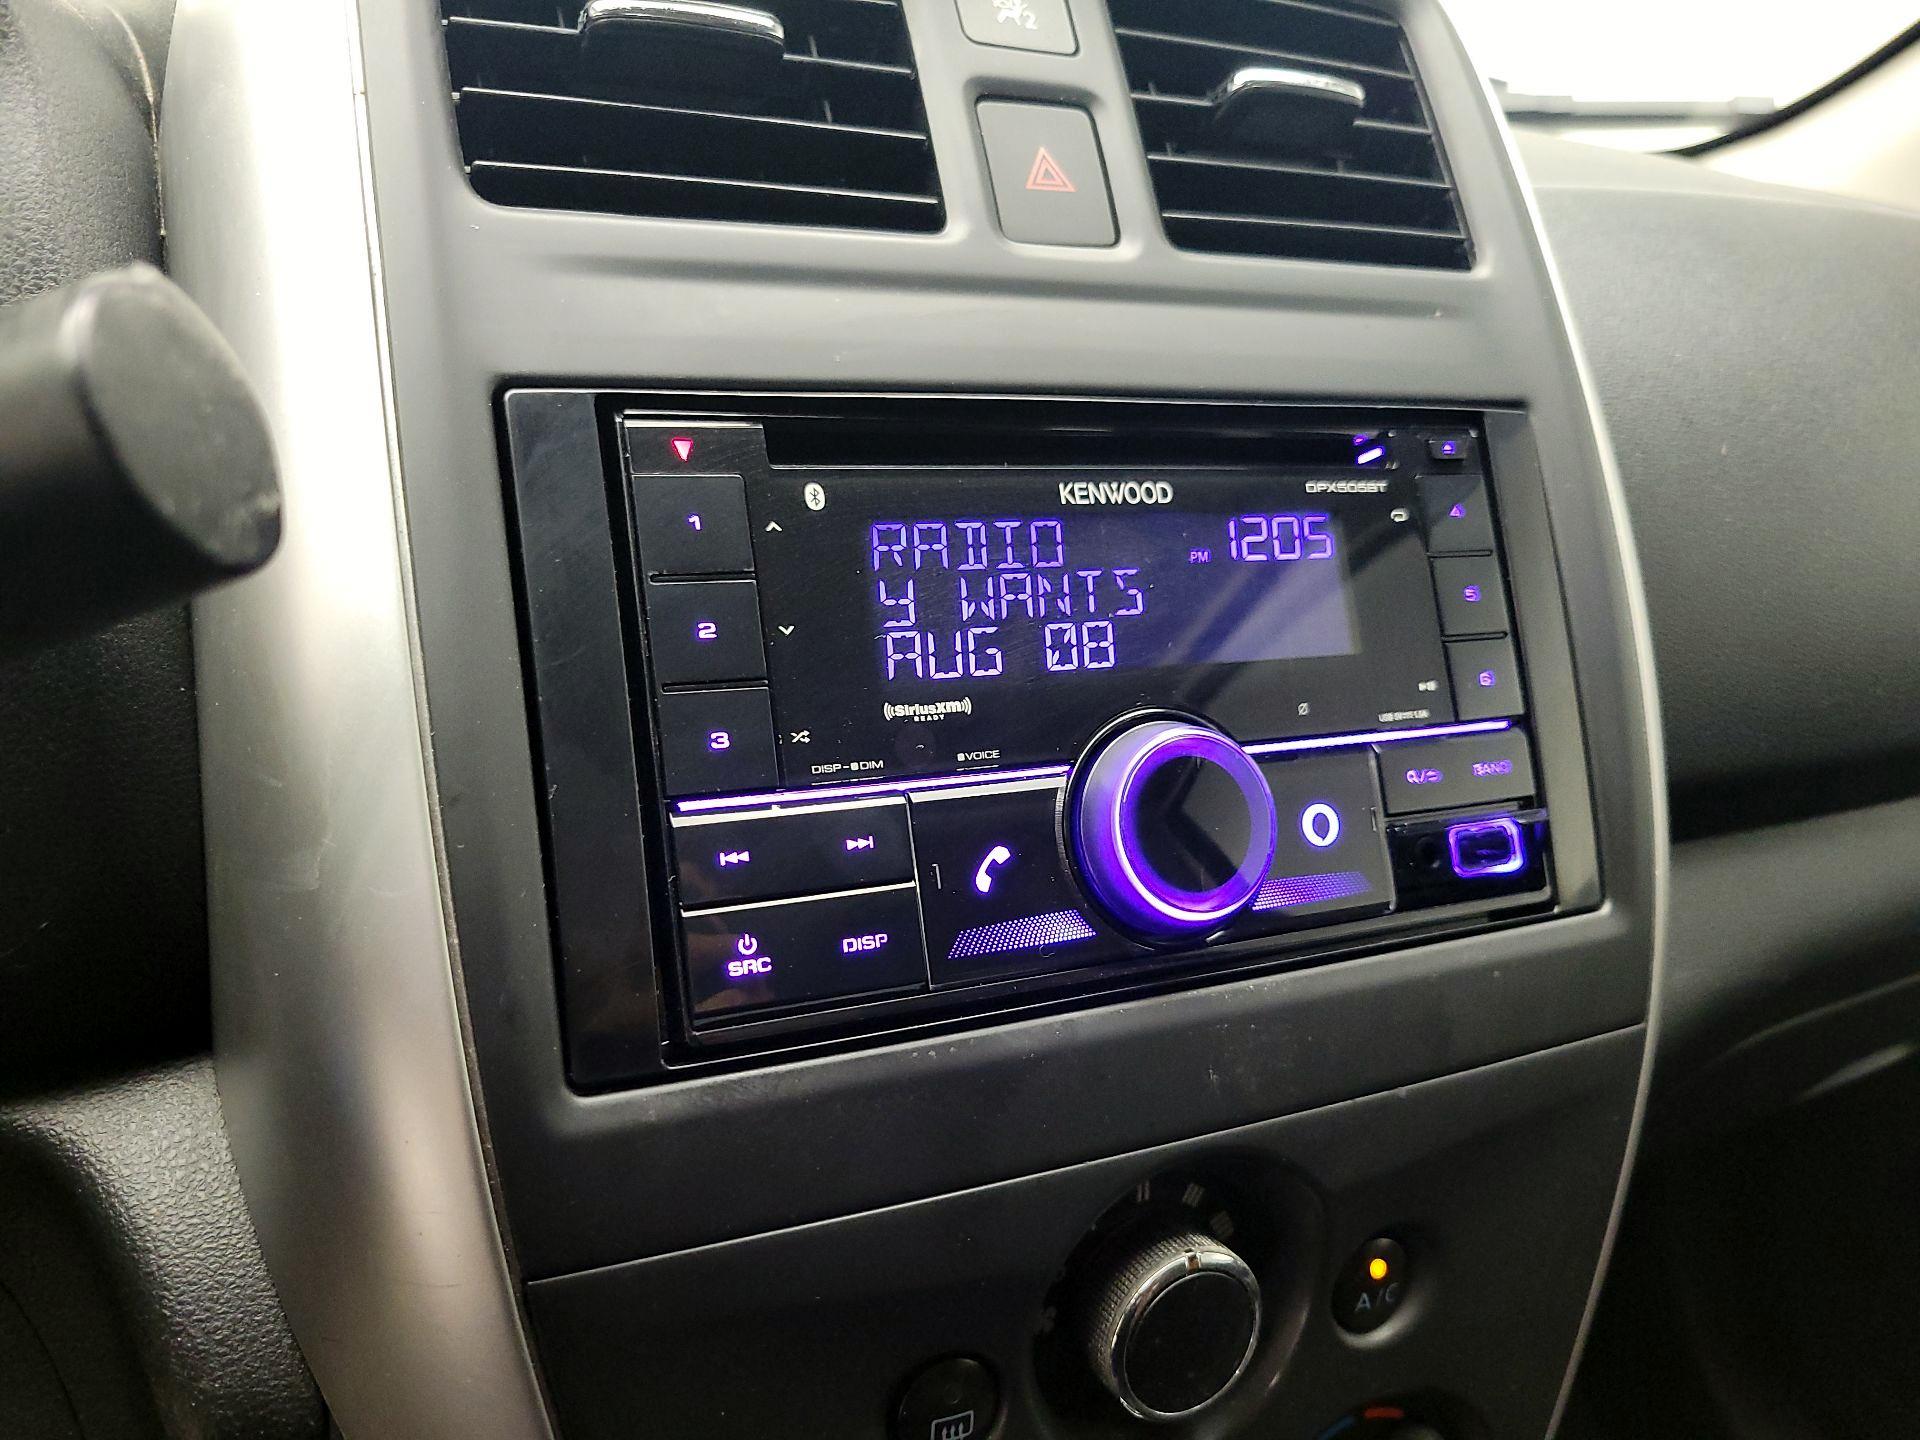 KENWOOD
DPX505BT
RADIO
PM 1205
y WANTS
AUG 08
((SiriusXM))
READY
DISP-DIM
VOICE
1
2
3
5
6
BAND
SRC
DISP
A/C